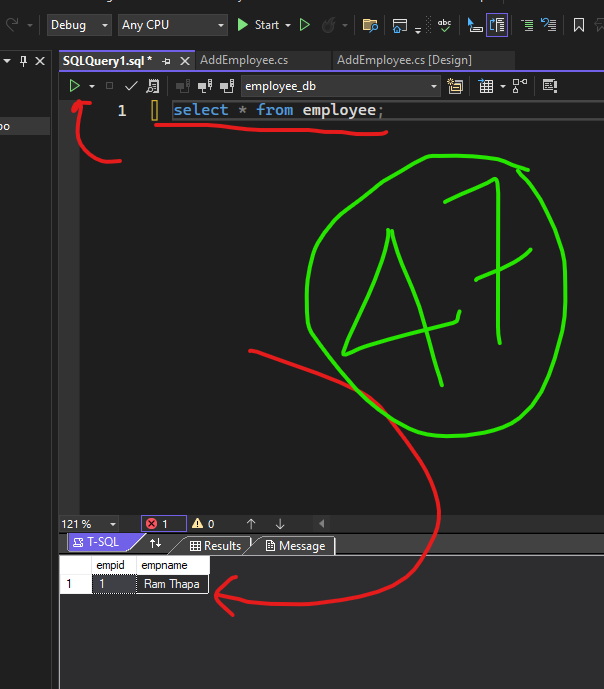 Debug Any CPU Start
SQLQuery1.sql * AddEmployee.cs AddEmployee.cs [Design]
employee_db
1 select * from employee;
47
121 % 1 0
T-SQL Results Message
empid empname
1 1 Ram Thapa